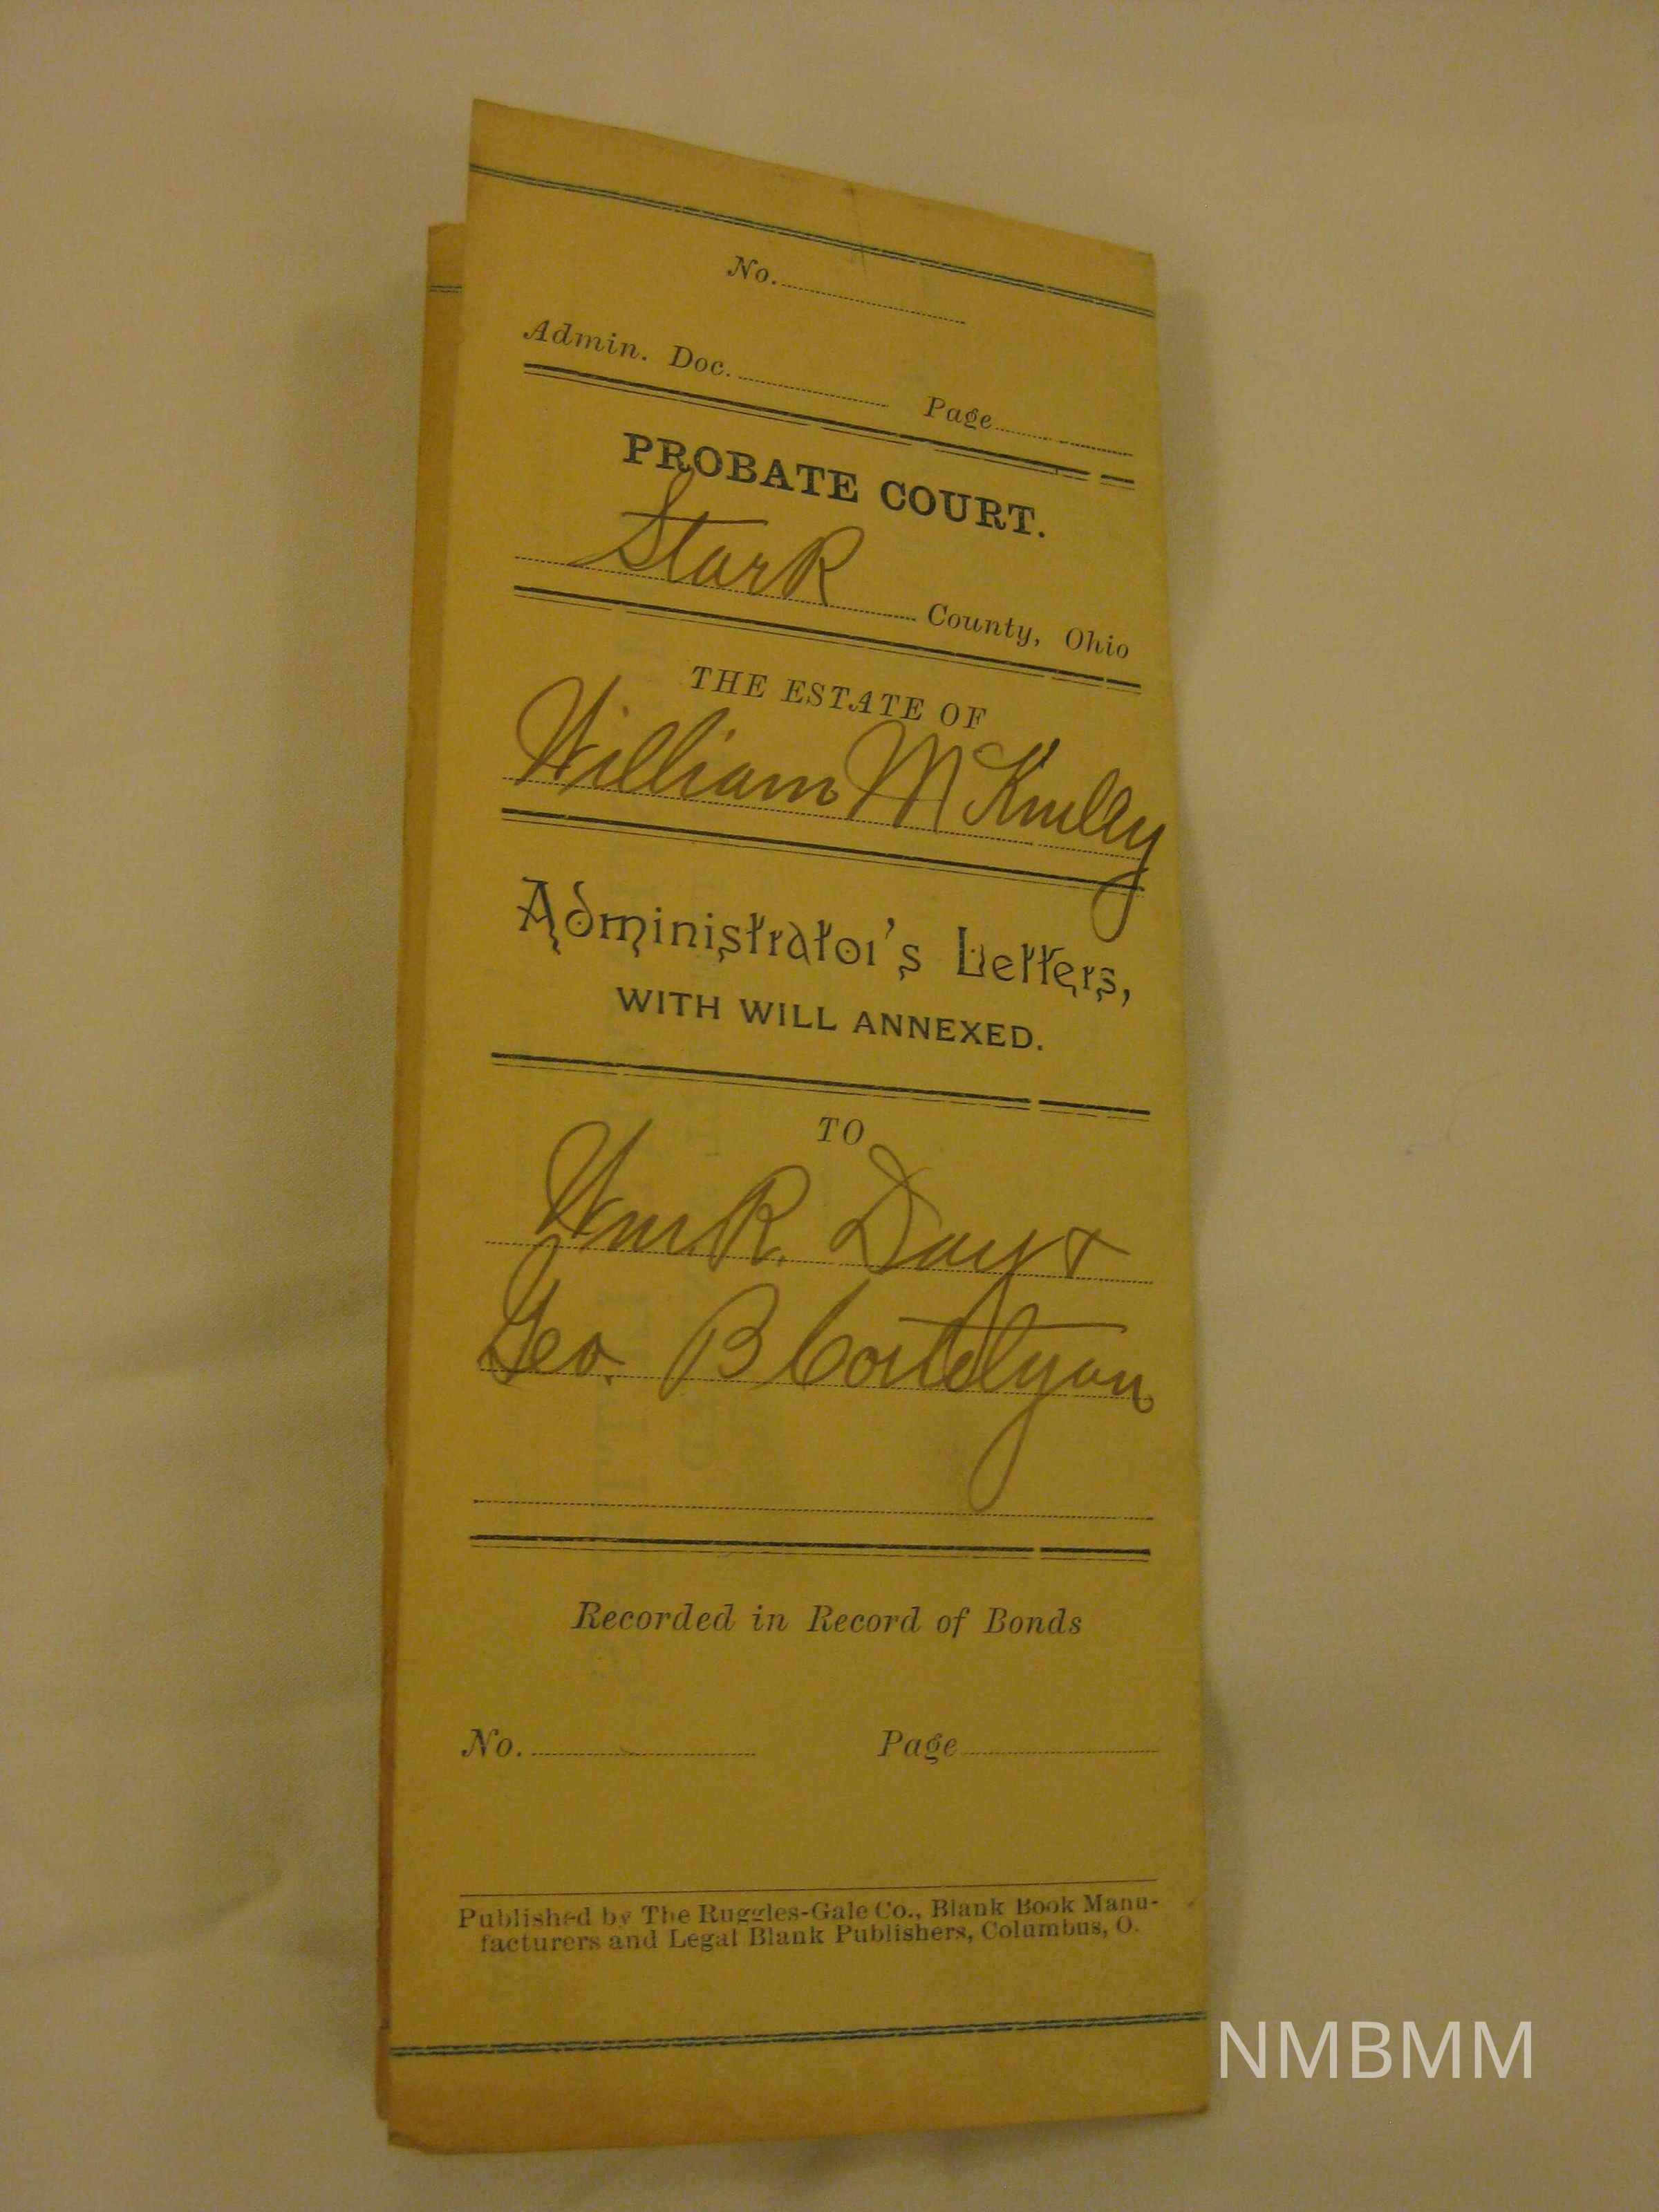 No.
Admin. Doc. Page
PROBATE COURT.
Stark County, Ohio
THE ESTATE OF
William McKinley
Administrator's Letters,
WITH WILL ANNEXED.
TO
Wm R. Day &
Geo. B Cortelyou
Recorded in Record of Bonds
No. Page
Published by The Ruggles-Gale Co., Blank Book Manu-
facturers and Legal Blank Publishers, Columbus, O.
NMBMM